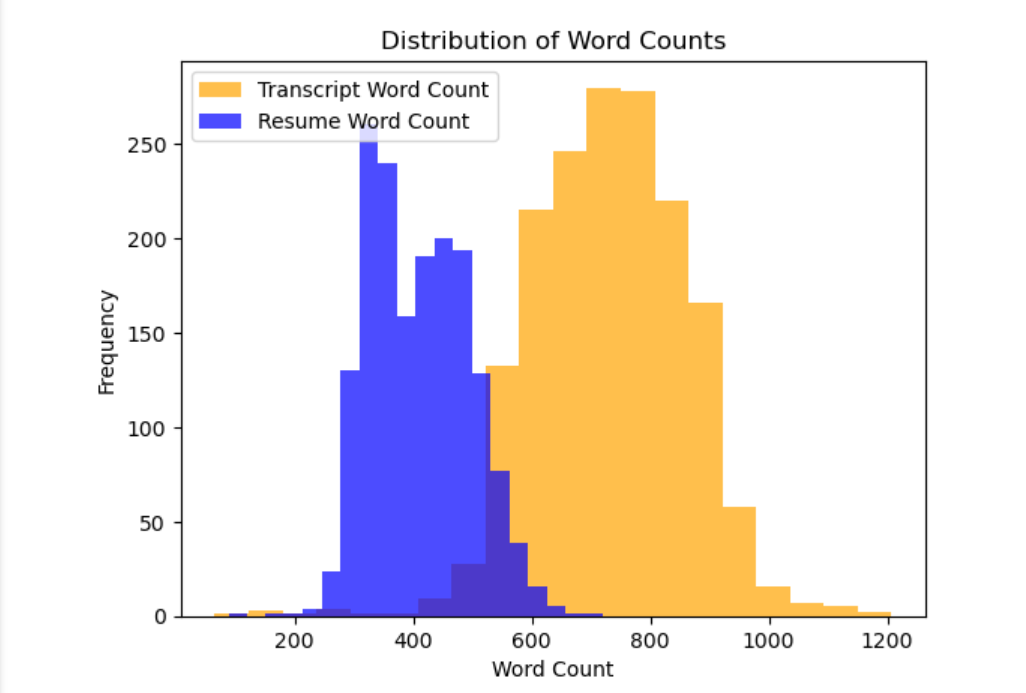 Distribution of Word Counts
Transcript Word Count
Resume Word Count
250
200
150
100
50
0
Frequency
200 400 600 800 1000 1200
Word Count